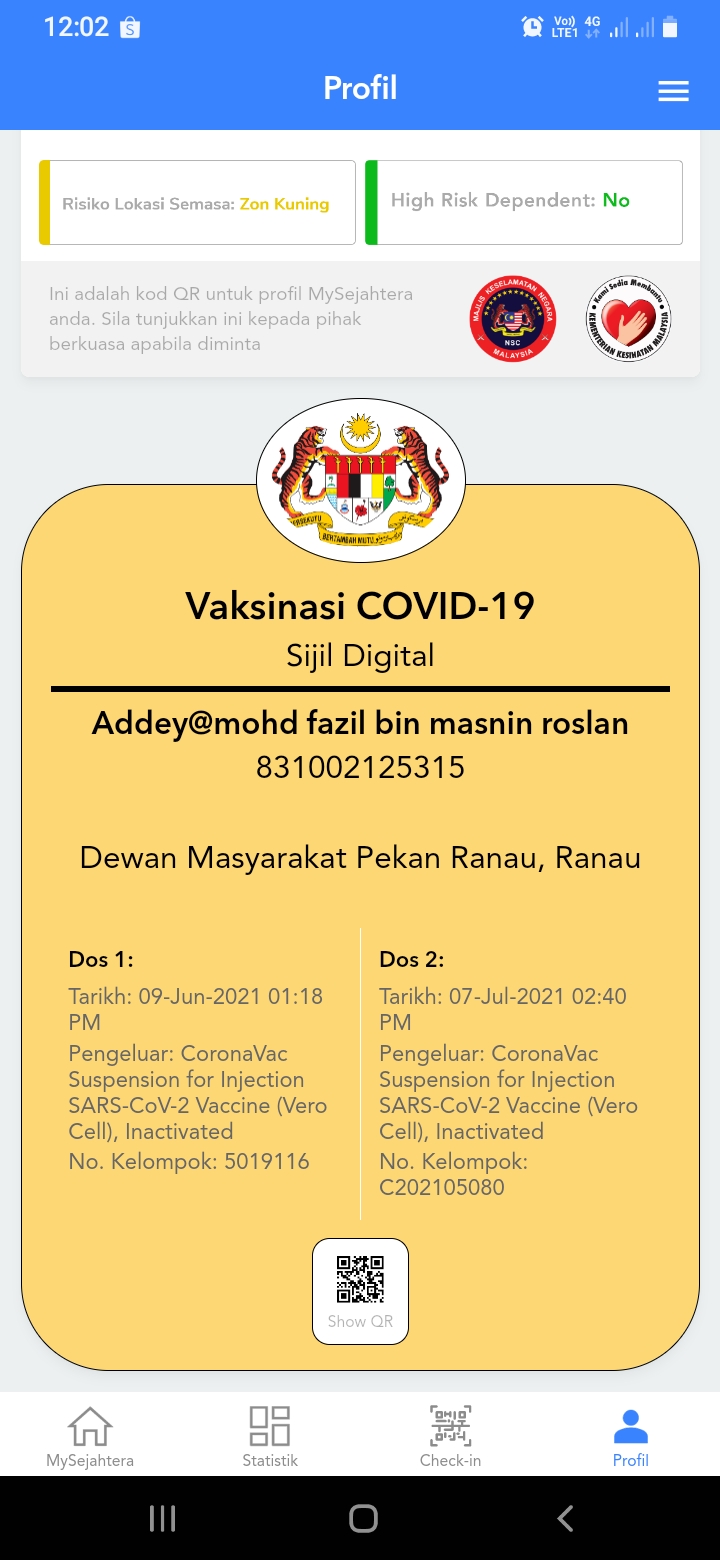 12:02
Vo)) LTE1 4G
Profil
Risiko Lokasi Semasa: Zon Kuning
High Risk Dependent: No
Ini adalah kod QR untuk profil MySejahtera
anda. Sila tunjukkan ini kepada pihak
berkuasa apabila diminta
MAJLIS KESELAMATAN NEGARA
NSC
MALAYSIA
Kami Sedia Membantu
KEMENTERIAN KESIHATAN MALAYSIA
BERTAMBAH MUTU
Vaksinasi COVID-19
Sijil Digital
Addey@mohd fazil bin masnin roslan
831002125315
Dewan Masyarakat Pekan Ranau, Ranau
Dos 1:
Tarikh: 09-Jun-2021 01:18
PM
Pengeluar: CoronaVac
Suspension for Injection
SARS-CoV-2 Vaccine (Vero
Cell), Inactivated
No. Kelompok: 5019116
Dos 2:
Tarikh: 07-Jul-2021 02:40
PM
Pengeluar: CoronaVac
Suspension for Injection
SARS-CoV-2 Vaccine (Vero
Cell), Inactivated
No. Kelompok:
C202105080
Show QR
MySejahtera
Statistik
Check-in
Profil